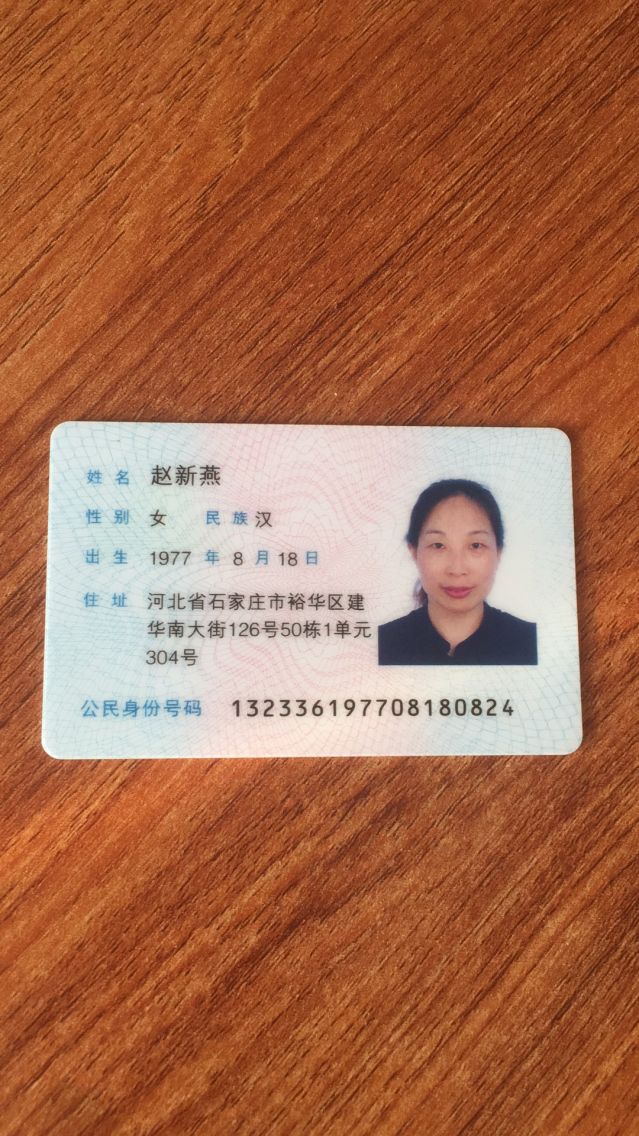 姓名 赵新燕
性别 女 民族 汉
出生 1977 年 8 月 18 日
住址 河北省石家庄市裕华区建
华南大街126号50栋1单元
304号
公民身份号码 132336197708180824